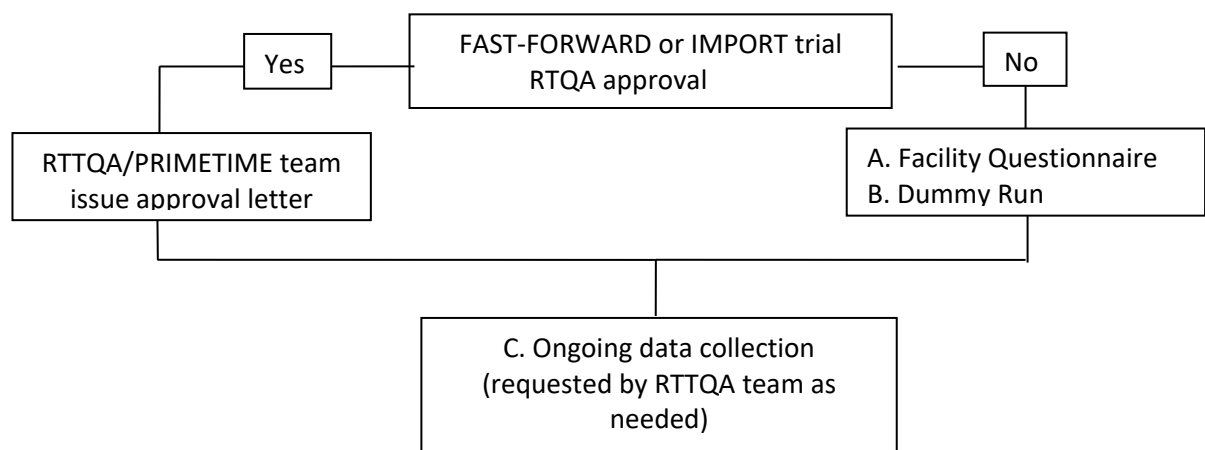 FAST-FORWARD or IMPORT trial
RTQA approval
Yes
No
RTTQA/PRIMETIME team
issue approval letter
A. Facility Questionnaire
B. Dummy Run
C. Ongoing data collection
(requested by RTTQA team as
needed)